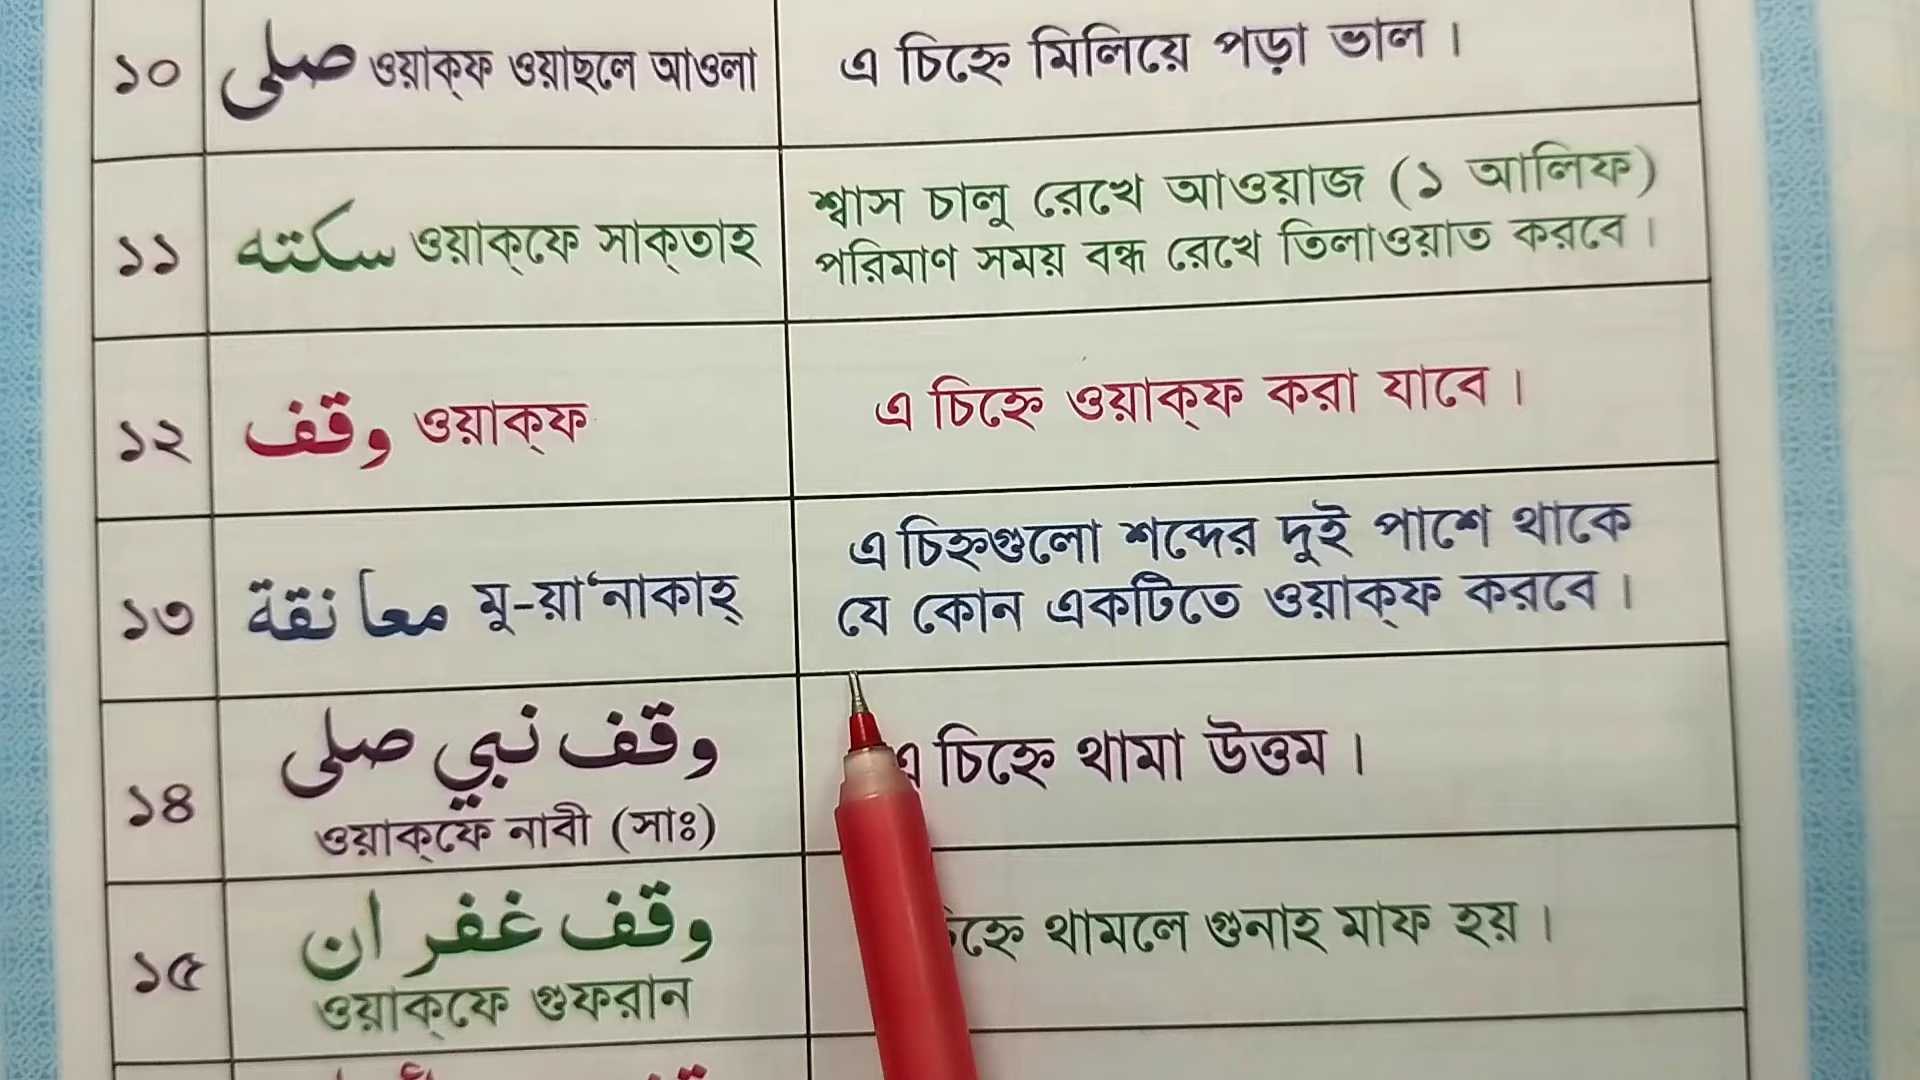 ১০ صلى ওয়াক্‌ফ ওয়াছলে আওলা এ চিহ্নে মিলিয়ে পড়া ভাল।
১১ سكته ওয়াক্‌ফে সাক্‌তাহ শ্বাস চালু রেখে আওয়াজ (১ আলিফ)
পরিমাণ সময় বন্ধ রেখে তিলাওয়াত করবে।
১২ وقف ওয়াক্‌ফ এ চিহ্নে ওয়াক্‌ফ করা যাবে।
১৩ معانقة মু-য়া‘নাকাহ্ এ চিহ্নগুলো শব্দের দুই পাশে থাকে
যে কোন একটিতে ওয়াক্‌ফ করবে।
১৪ وقف نبي صلى এ চিহ্নে থামা উত্তম।
ওয়াক্‌ফে নাবী (সাঃ)
১৫ وقف غفران চিহ্নে থামলে গুনাহ মাফ হয়।
ওয়াক্‌ফে গুফরান